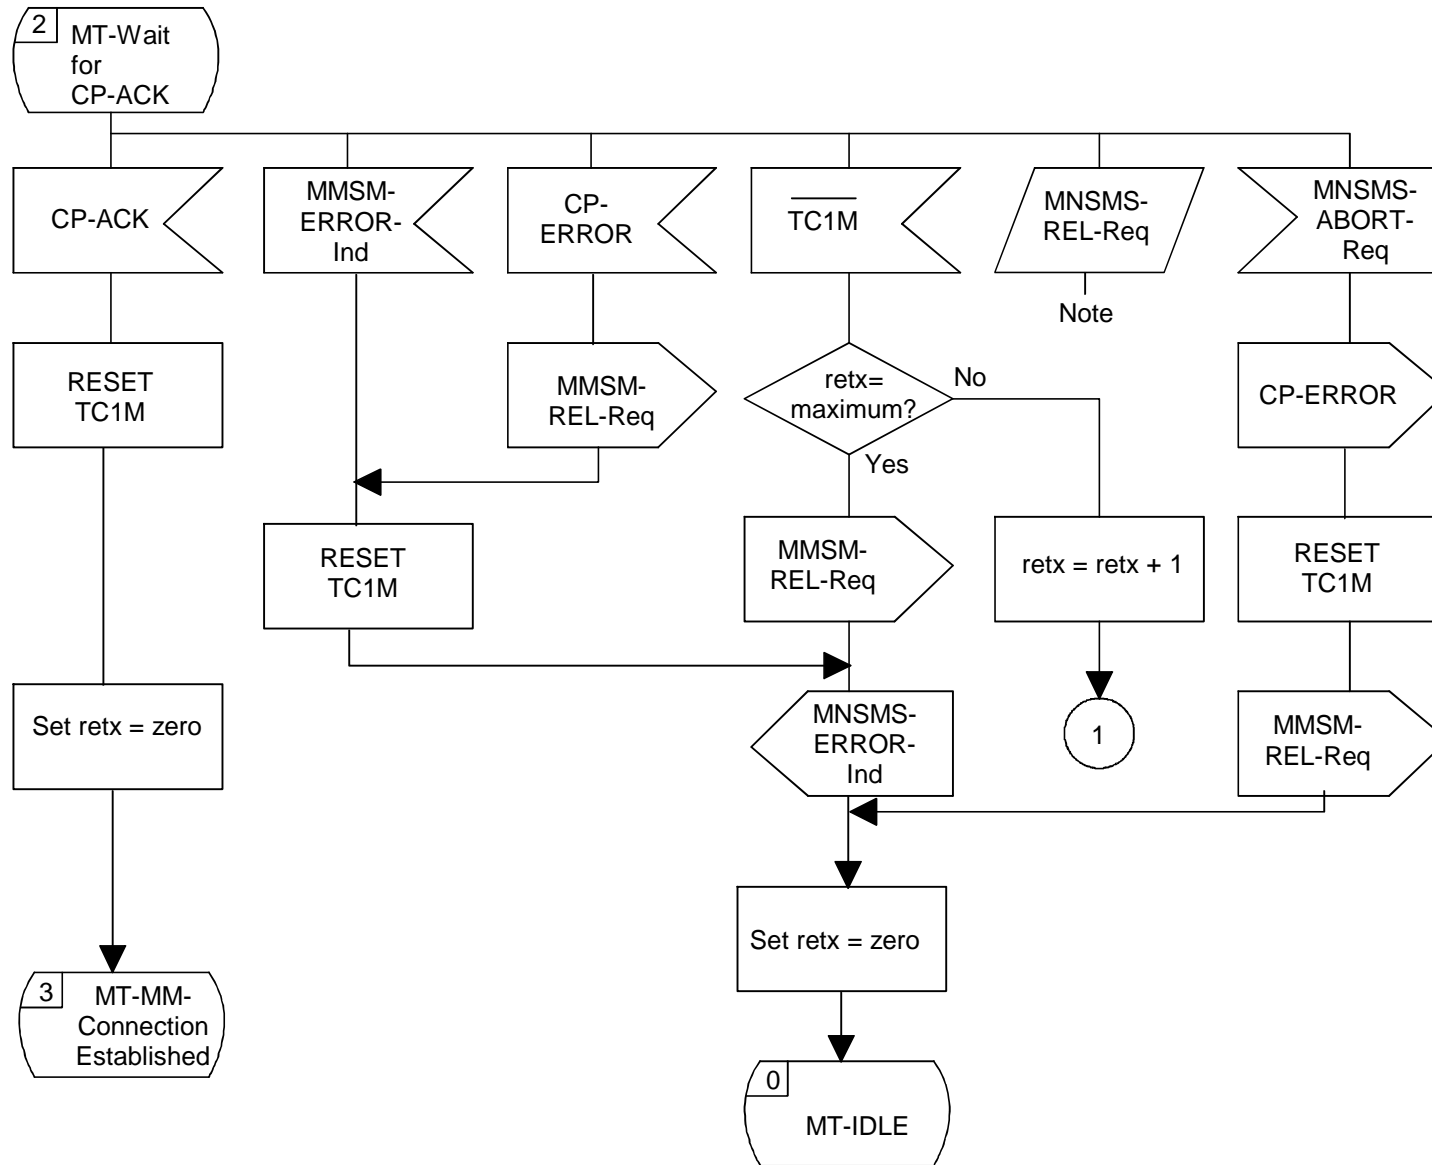 2
MT-Wait
for
CP-ACK
CP-ACK
MMSM-
ERROR-
Ind
CP-
ERROR
TC1M
MNSMS-
REL-Req
Note
MNSMS-
ABORT-
Req
RESET
TC1M
MMSM-
REL-Req
retx=
maximum?
No
Yes
CP-ERROR
RESET
TC1M
MMSM-
REL-Req
retx = retx + 1
RESET
TC1M
Set retx = zero
MNSMS-
ERROR-
Ind
1
MMSM-
REL-Req
Set retx = zero
3
MT-MM-
Connection
Established
0
MT-IDLE